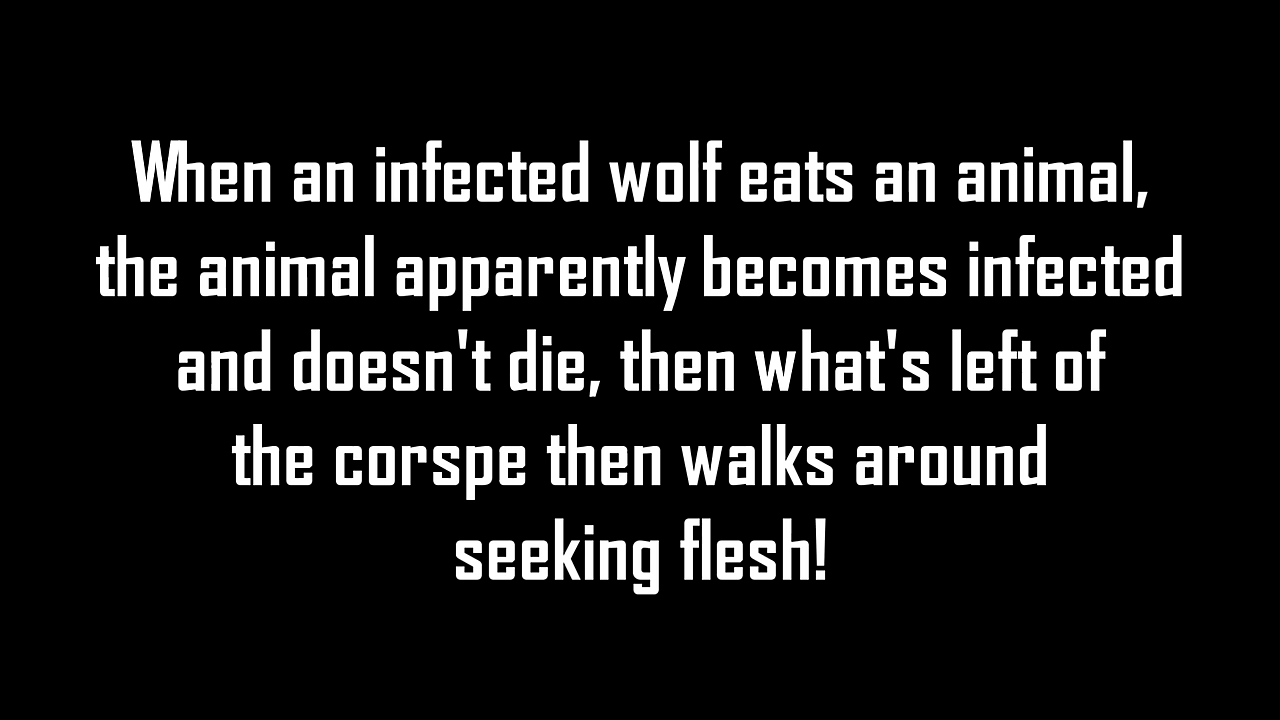 When an infected wolf eats an animal,
the animal apparently becomes infected
and doesn't die, then what's left of
the corspe then walks around
seeking flesh!